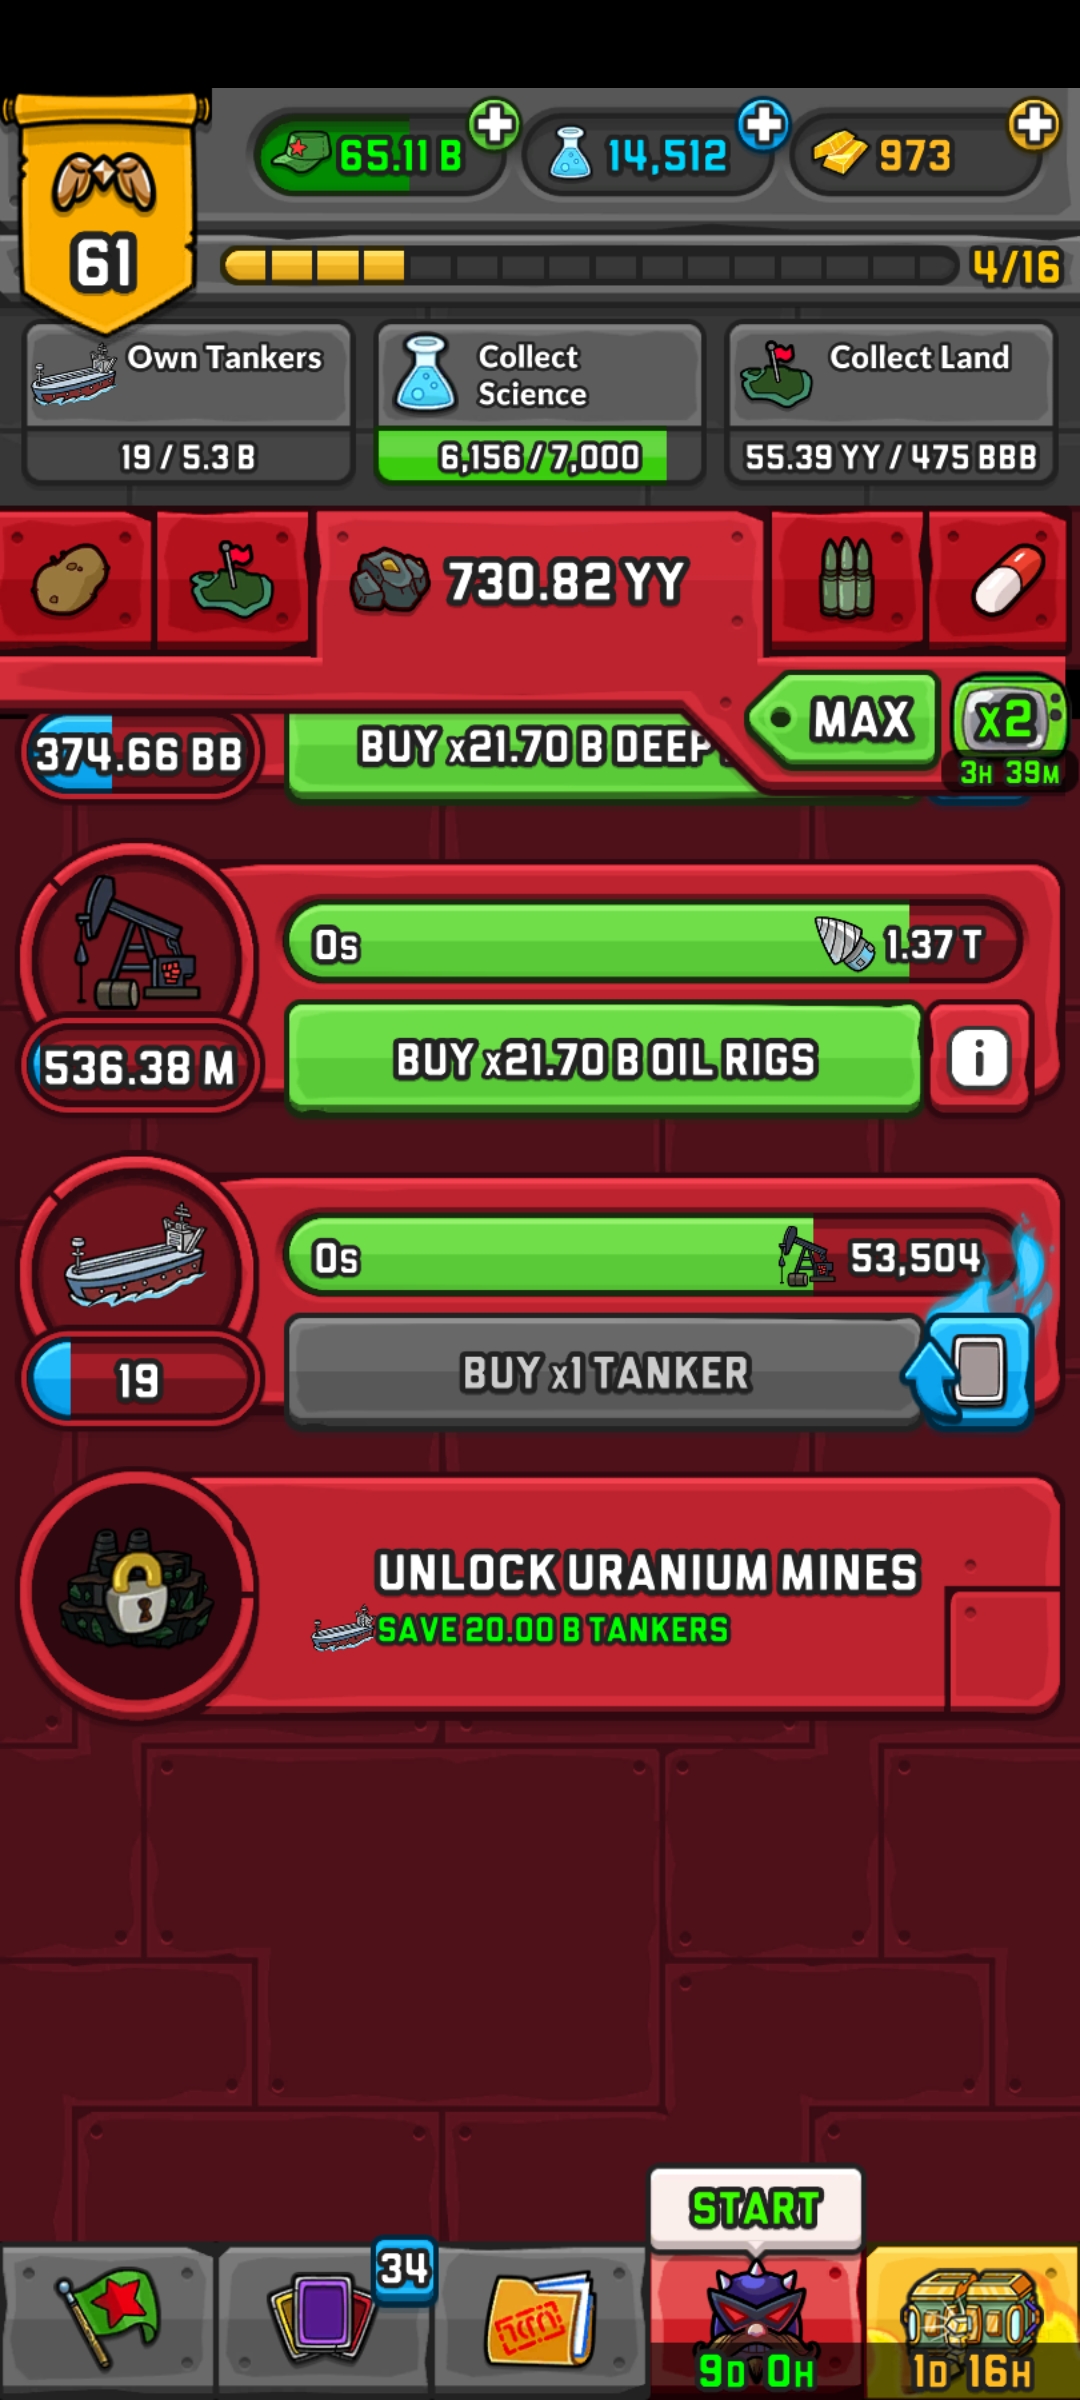 65.11 B
14,512
973
61
4/16
Own Tankers
19 / 5.3 B
Collect
Science
6,156 / 7,000
Collect Land
55.39 YY / 475 BBB
730.82 YY
MAX
x2
3H 39M
374.66 BB
BUY x21.70 B DEEP
0s
1.37 T
536.38 M
BUY x21.70 B OIL RIGS
i
0s
53,504
19
BUY x1 TANKER
UNLOCK URANIUM MINES
SAVE 20.00 B TANKERS
START
34
9D 0H
1D 16H